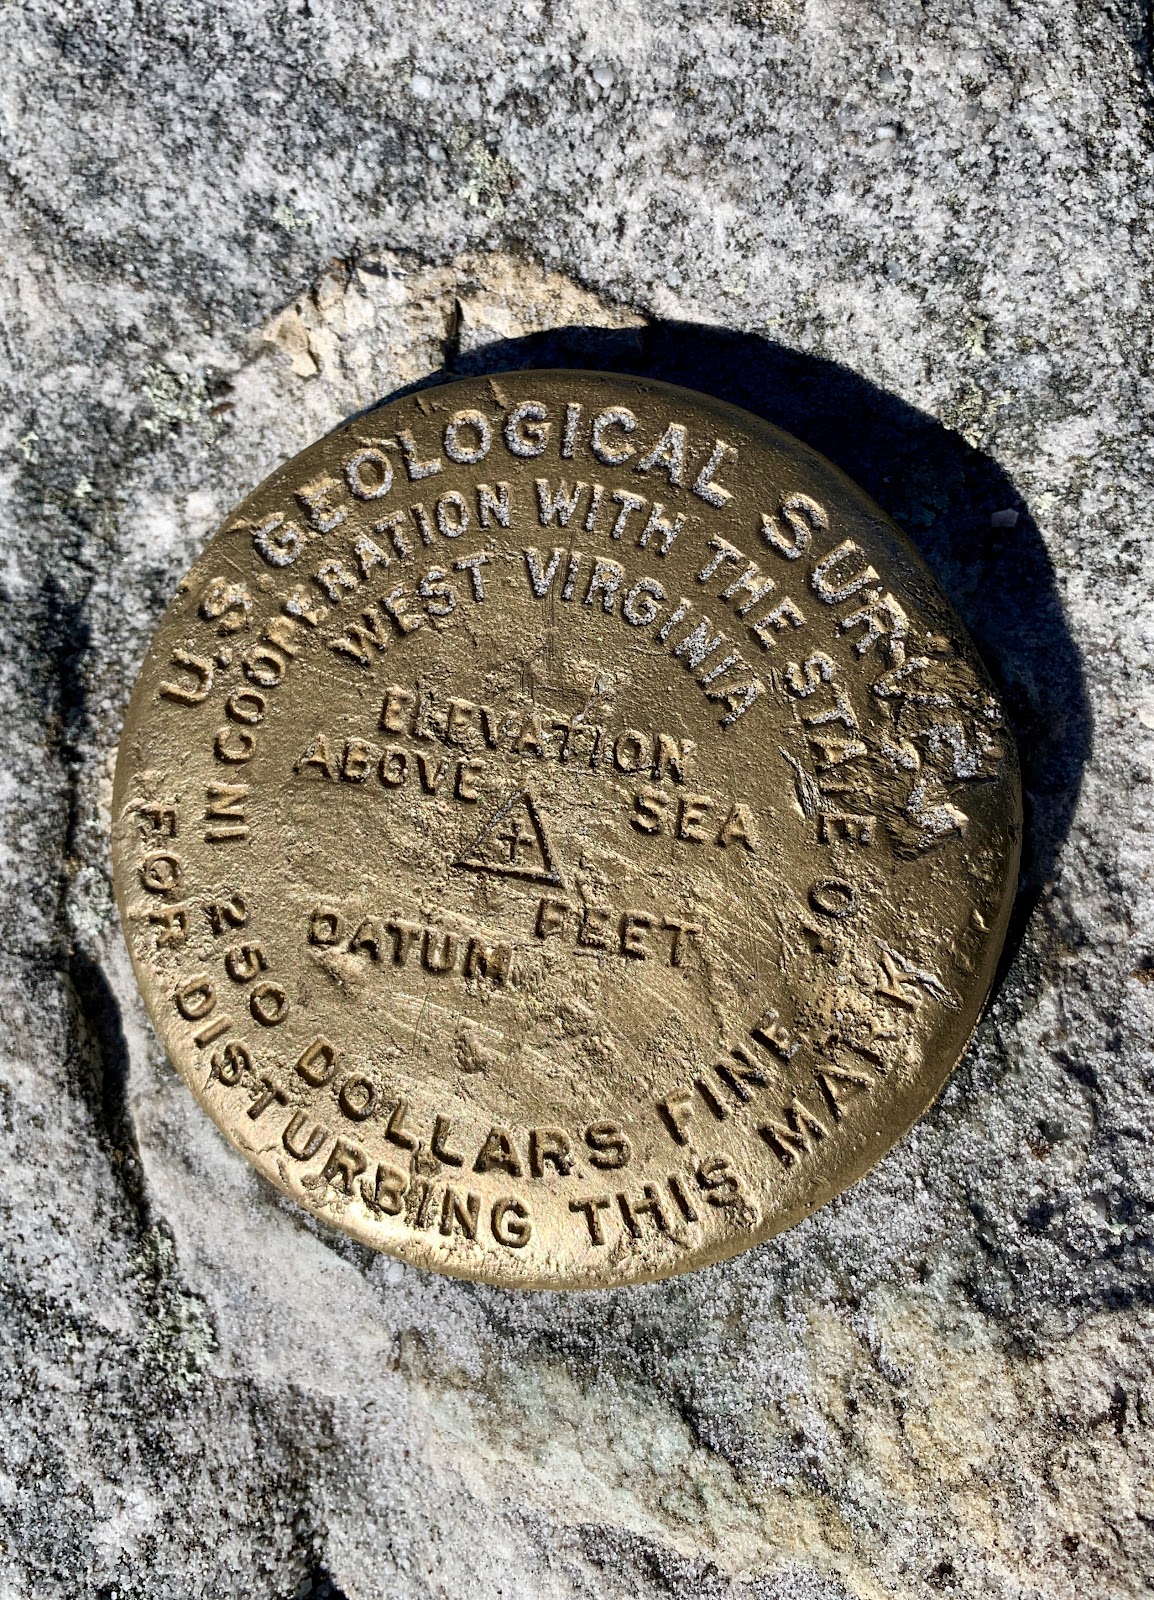 U.S. GEOLOGICAL SURVEY
IN COOPERATION WITH THE STATE OF
WEST VIRGINIA
ELEVATION
ABOVE SEA
DATUM FEET
250 DOLLARS FINE
FOR DISTURBING THIS MARK